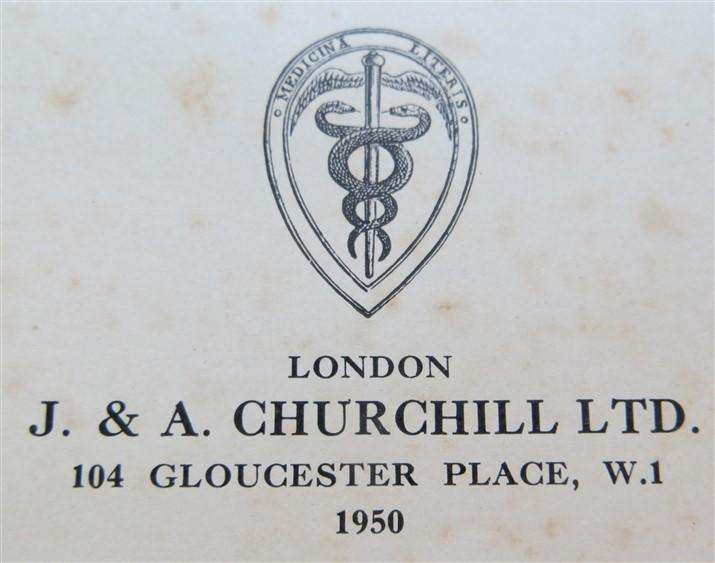 MEDICINA LITERIS
LONDON
J. & A. CHURCHILL LTD.
104 GLOUCESTER PLACE, W.1
1950